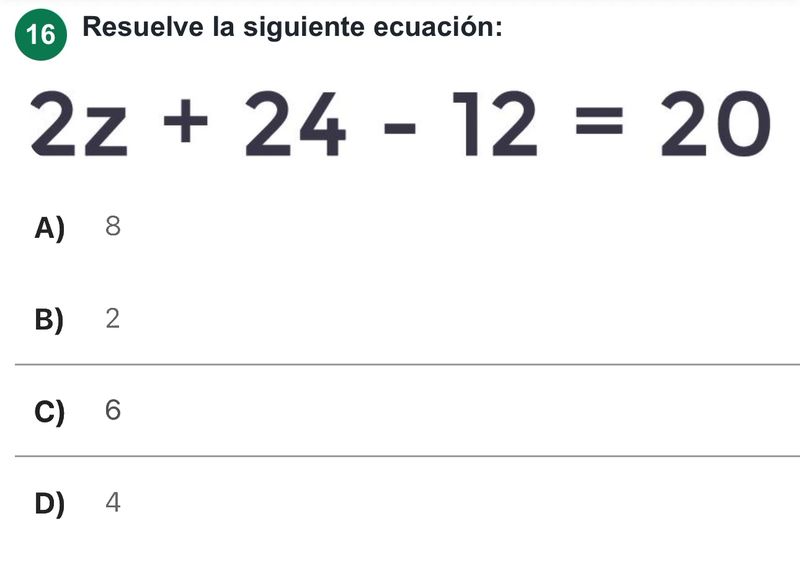 16 Resuelve la siguiente ecuación:
2z + 24 - 12 = 20
A) 8
B) 2
C) 6
D) 4